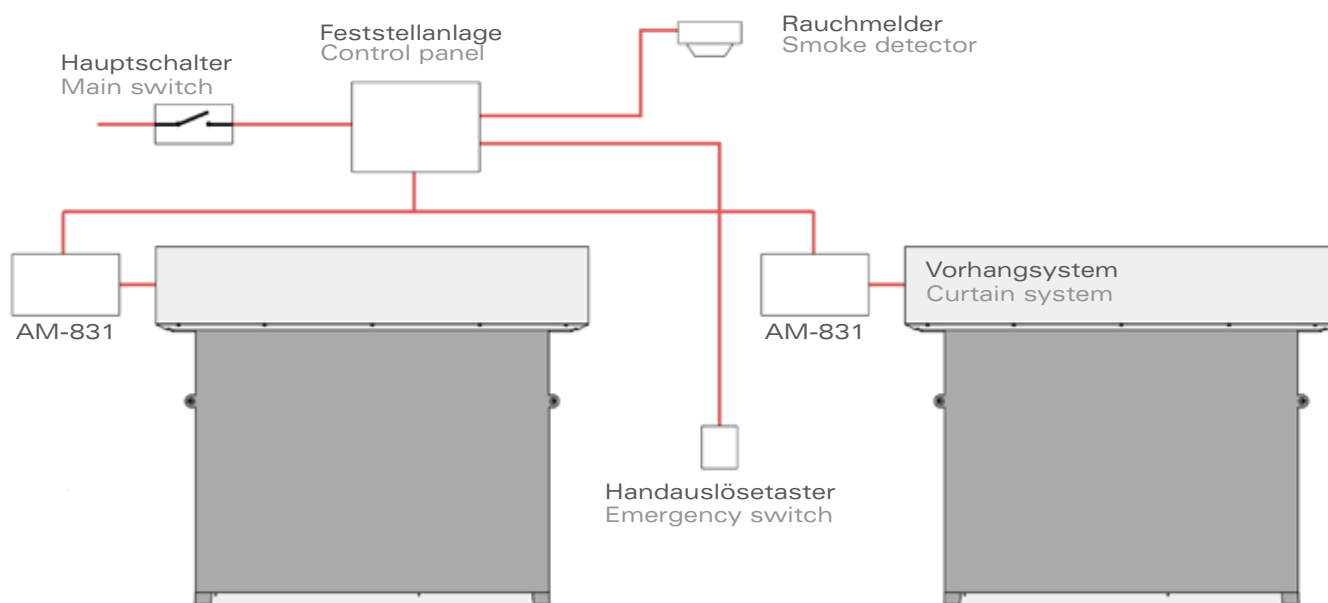 Feststellanlage
Control panel
Rauchmelder
Smoke detector
Hauptschalter
Main switch
AM-831
AM-831
Vorhangsystem
Curtain system
Handauslösetaster
Emergency switch